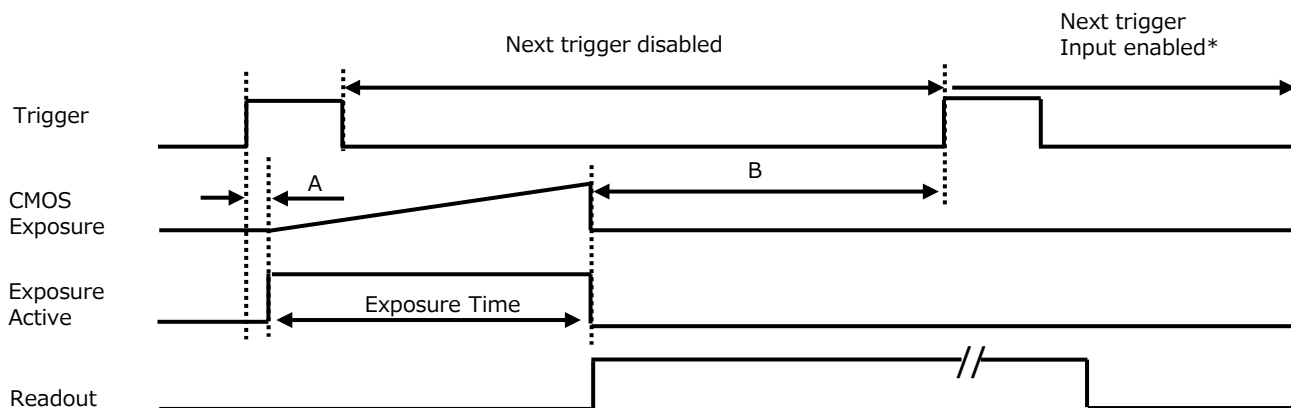 Next trigger disabled
Next trigger
Input enabled*
Trigger
A
B
CMOS
Exposure
Exposure
Active
Exposure Time
Readout